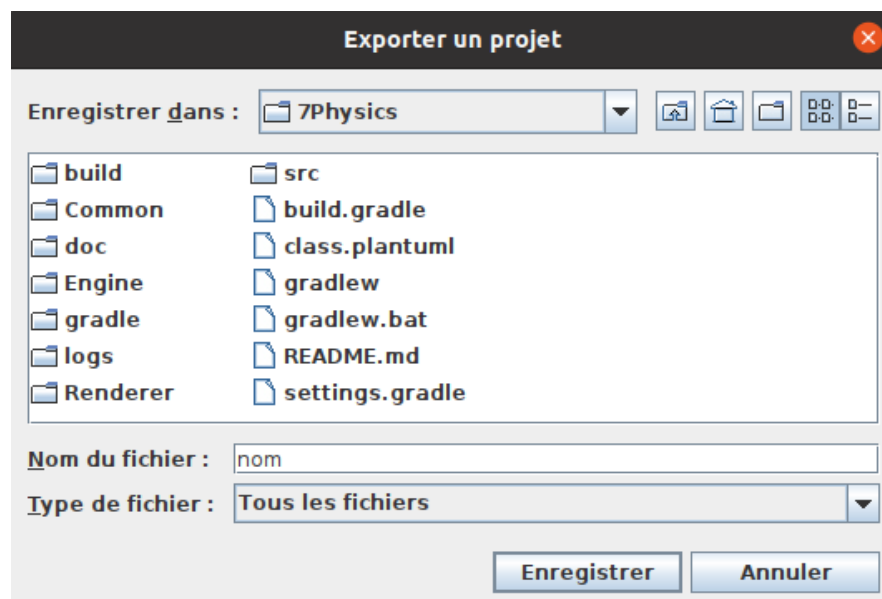 Exporter un projet
Enregistrer dans : 7Physics
build
Common
doc
Engine
gradle
logs
Renderer
src
build.gradle
class.plantuml
gradlew
gradlew.bat
README.md
settings.gradle
Nom du fichier : nom
Type de fichier : Tous les fichiers
Enregistrer Annuler